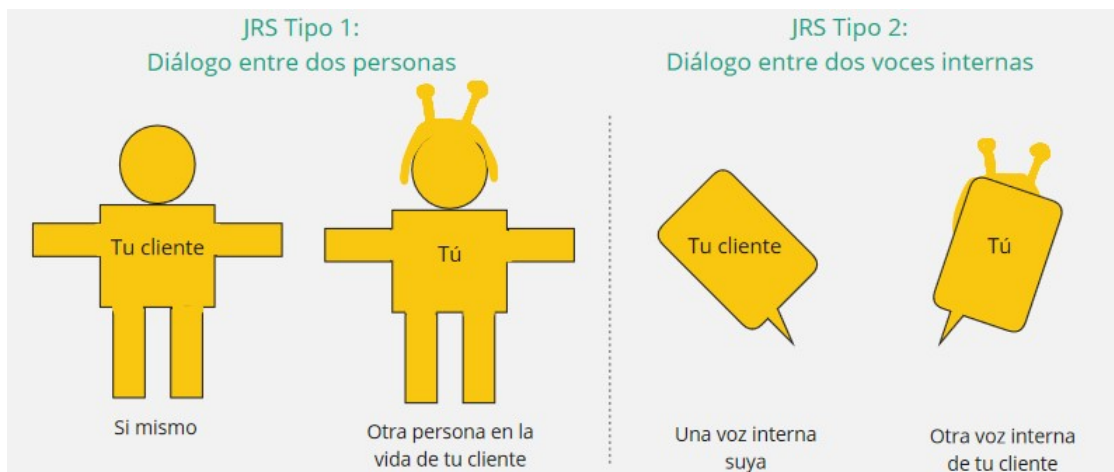 JRS Tipo 1:
Diálogo entre dos personas
Tu cliente
Tú
Si mismo
Otra persona en la
vida de tu cliente
JRS Tipo 2:
Diálogo entre dos voces internas
Tu cliente
Tú
Una voz interna
suya
Otra voz interna
de tu cliente